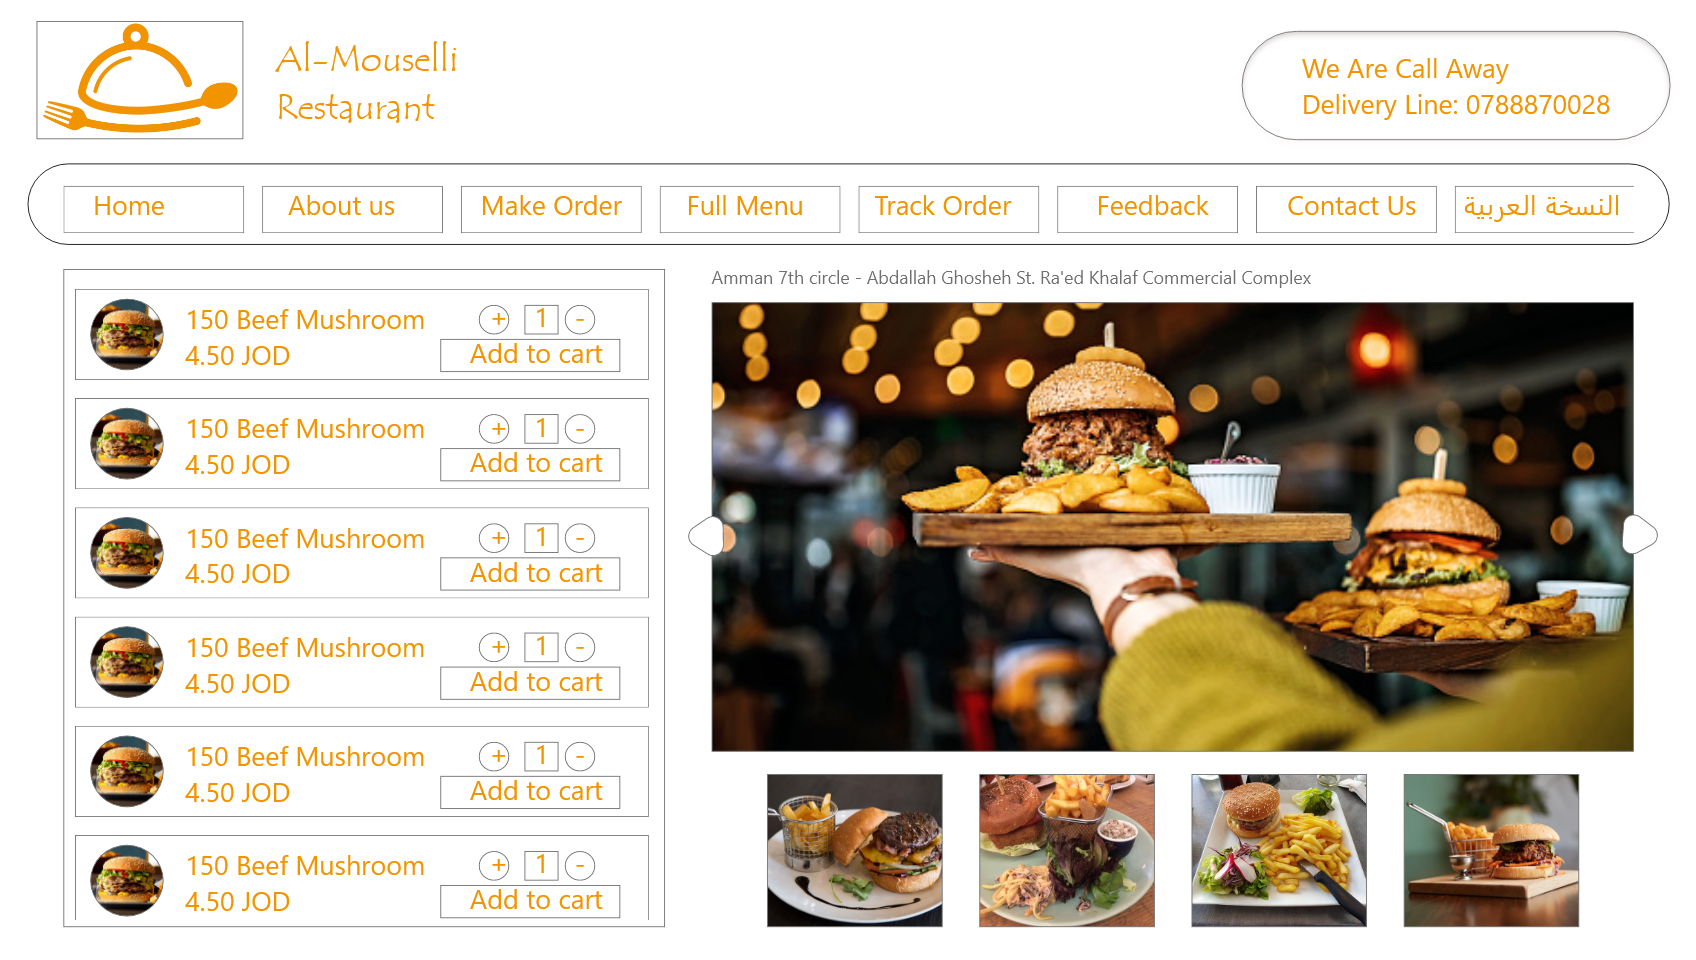 Al-Mouselli
Restaurant
We Are Call Away
Delivery Line: 0788870028
Home
About us
Make Order
Full Menu
Track Order
Feedback
Contact Us
النسخة العربية
Amman 7th circle - Abdallah Ghosheh St. Ra'ed Khalaf Commercial Complex
150 Beef Mushroom
4.50 JOD
+ 1 -
Add to cart
150 Beef Mushroom
4.50 JOD
+ 1 -
Add to cart
150 Beef Mushroom
4.50 JOD
+ 1 -
Add to cart
150 Beef Mushroom
4.50 JOD
+ 1 -
Add to cart
150 Beef Mushroom
4.50 JOD
+ 1 -
Add to cart
150 Beef Mushroom
4.50 JOD
+ 1 -
Add to cart